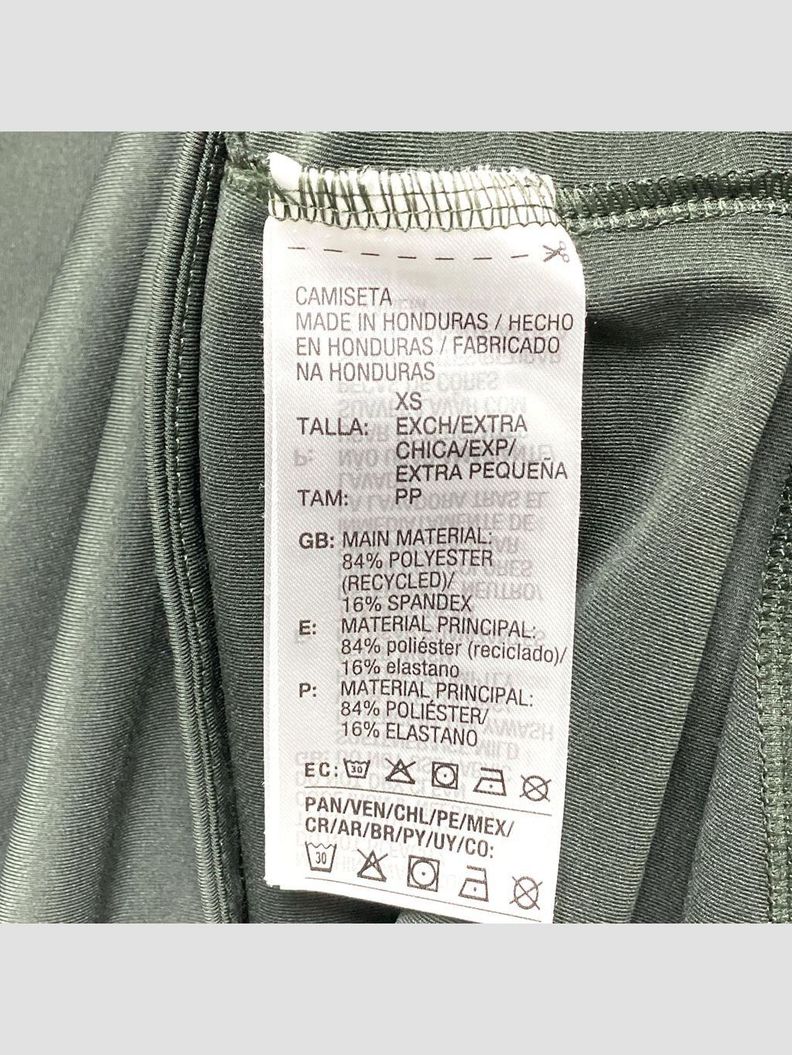 CAMISETA
MADE IN HONDURAS / HECHO
EN HONDURAS / FABRICADO
NA HONDURAS
XS
TALLA: EXCH/EXTRA
CHICA/EXP/
EXTRA PEQUEÑA
TAM: PP
GB: MAIN MATERIAL:
84% POLYESTER
(RECYCLED)/
16% SPANDEX
E: MATERIAL PRINCIPAL:
84% poliéster (reciclado)/
16% elastano
P: MATERIAL PRINCIPAL:
84% POLIÉSTER/
16% ELASTANO
EC: 30
PAN/VEN/CHL/PE/MEX/
CR/AR/BR/PY/UY/CO:
30